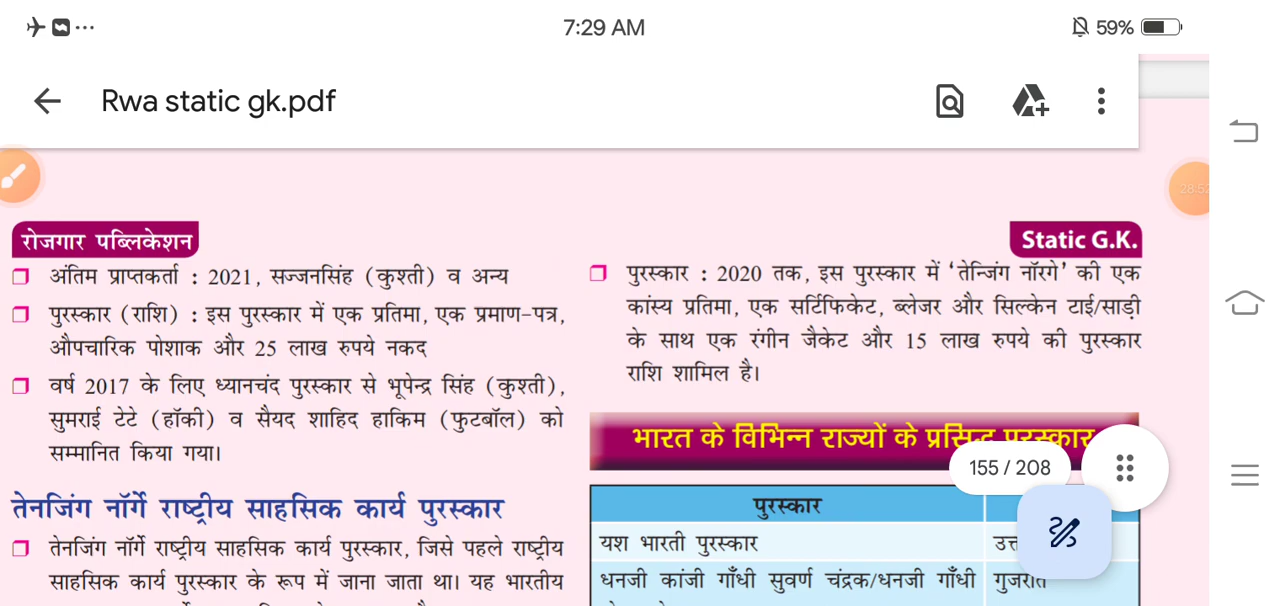 7:29 AM
59%
Rwa static gk.pdf
28:52
रोजगार पब्लिकेशन
❐ अंतिम प्राप्तकर्ता : 2021, सज्जनसिंह (कुश्ती) व अन्य
❐ पुरस्कार (राशि) : इस पुरस्कार में एक प्रतिमा, एक प्रमाण-पत्र,
औपचारिक पोशाक और 25 लाख रुपये नकद
❐ वर्ष 2017 के लिए ध्यानचंद पुरस्कार से भूपेन्द्र सिंह (कुश्ती),
सुमराई टेटे (हॉकी) व सैयद शाहिद हाकिम (फुटबॉल) को
सम्मानित किया गया।
तेनजिंग नॉर्गे राष्ट्रीय साहसिक कार्य पुरस्कार
❐ तेनजिंग नॉर्गे राष्ट्रीय साहसिक कार्य पुरस्कार, जिसे पहले राष्ट्रीय
साहसिक कार्य पुरस्कार के रूप में जाना जाता था। यह भारतीय
Static G.K.
❐ पुरस्कार : 2020 तक, इस पुरस्कार में 'तेन्जिंग नॉरगे' की एक
कांस्य प्रतिमा, एक सर्टिफिकेट, ब्लेजर और सिल्केन टाई/साड़ी
के साथ एक रंगीन जैकेट और 15 लाख रुपये की पुरस्कार
राशि शामिल है।
भारत के विभिन्न राज्यों के प्रसिद्ध पुरस्कार
155 / 208
पुरस्कार
यश भारती पुरस्कार
धनजी कांजी गाँधी सुवर्ण चंद्रक/धनजी गाँधी गुजरात